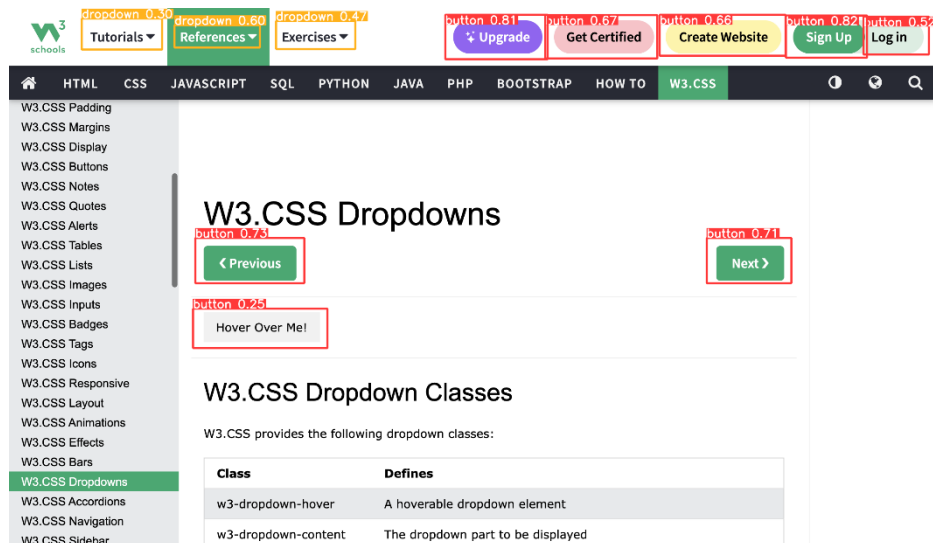 dropdown 0.30
dropdown 0.60
dropdown 0.47
button 0.81
button 0.67
button 0.66
button 0.82
button 0.52
W3 schools
Tutorials
References
Exercises
Upgrade
Get Certified
Create Website
Sign Up
Log in
HTML CSS JAVASCRIPT SQL PYTHON JAVA PHP BOOTSTRAP HOW TO W3.CSS
W3.CSS Padding
W3.CSS Margins
W3.CSS Display
W3.CSS Buttons
W3.CSS Notes
W3.CSS Quotes
W3.CSS Alerts
W3.CSS Tables
W3.CSS Lists
W3.CSS Images
W3.CSS Inputs
W3.CSS Badges
W3.CSS Tags
W3.CSS Icons
W3.CSS Responsive
W3.CSS Layout
W3.CSS Animations
W3.CSS Effects
W3.CSS Bars
W3.CSS Dropdowns
W3.CSS Accordions
W3.CSS Navigation
W3.CSS Sidebar
W3.CSS Dropdowns
button 0.73
❮ Previous
button 0.71
Next ❯
button 0.25
Hover Over Me!
W3.CSS Dropdown Classes
W3.CSS provides the following dropdown classes:
Class Defines
w3-dropdown-hover A hoverable dropdown element
w3-dropdown-content The dropdown part to be displayed